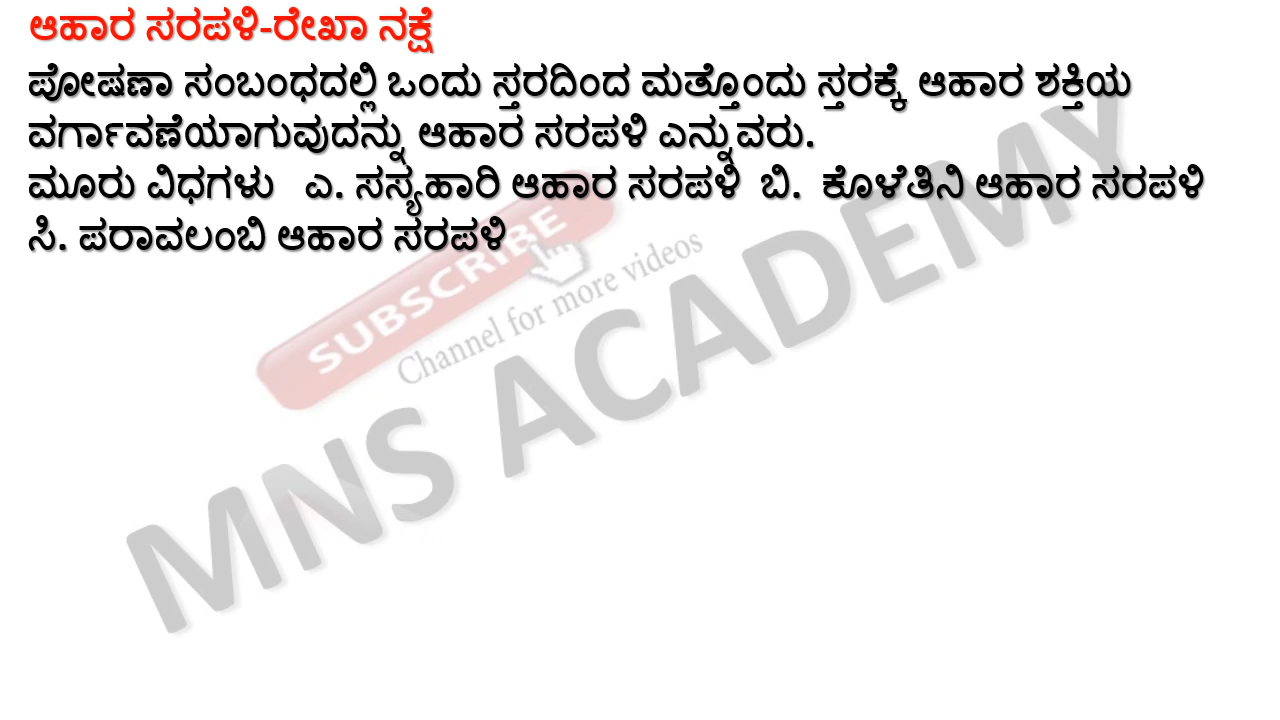 ಆಹಾರ ಸರಪಳಿ-ರೇಖಾ ನಕ್ಷೆ
ಪೋಷಣಾ ಸಂಬಂಧದಲ್ಲಿ ಒಂದು ಸ್ತರದಿಂದ ಮತ್ತೊಂದು ಸ್ತರಕ್ಕೆ ಆಹಾರ ಶಕ್ತಿಯ
ವರ್ಗಾವಣೆಯಾಗುವುದನ್ನು ಆಹಾರ ಸರಪಳಿ ಎನ್ನುವರು.
ಮೂರು ವಿಧಗಳು ಎ. ಸಸ್ಯಹಾರಿ ಆಹಾರ ಸರಪಳಿ ಬಿ. ಕೊಳೆತಿನಿ ಆಹಾರ ಸರಪಳಿ
ಸಿ. ಪರಾವಲಂಬಿ ಆಹಾರ ಸರಪಳಿ
SUBSCRIBE
Channel for more videos
MNS ACADEMY